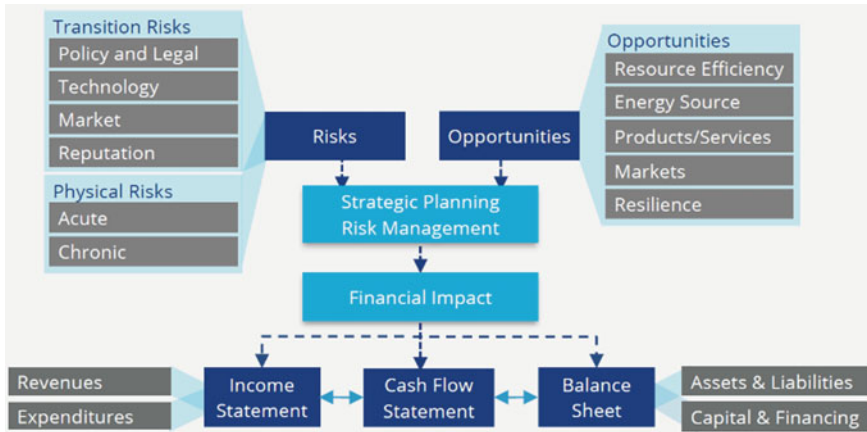 Transition Risks
Policy and Legal
Technology
Market
Reputation
Physical Risks
Acute
Chronic
Risks
Opportunities
Opportunities
Resource Efficiency
Energy Source
Products/Services
Markets
Resilience
Strategic Planning
Risk Management
Financial Impact
Revenues
Expenditures
Income
Statement
Cash Flow
Statement
Balance
Sheet
Assets & Liabilities
Capital & Financing